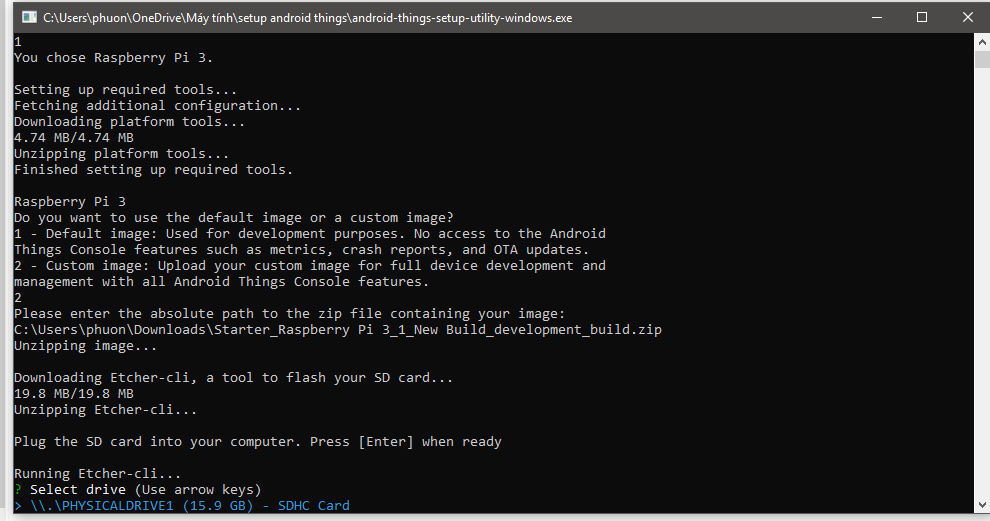 C:\Users\phuon\OneDrive\Máy tính\setup android things\android-things-setup-utility-windows.exe
1
You chose Raspberry Pi 3.
Setting up required tools...
Fetching additional configuration...
Downloading platform tools...
4.74 MB/4.74 MB
Unzipping platform tools...
Finished setting up required tools.
Raspberry Pi 3
Do you want to use the default image or a custom image?
1 - Default image: Used for development purposes. No access to the Android
Things Console features such as metrics, crash reports, and OTA updates.
2 - Custom image: Upload your custom image for full device development and
management with all Android Things Console features.
2
Please enter the absolute path to the zip file containing your image:
C:\Users\phuon\Downloads\Starter_Raspberry Pi 3_1_New Build_development_build.zip
Unzipping image...
Downloading Etcher-cli, a tool to flash your SD card...
19.8 MB/19.8 MB
Unzipping Etcher-cli...
Plug the SD card into your computer. Press [Enter] when ready
Running Etcher-cli...
? Select drive (Use arrow keys)
> \\.\PHYSICALDRIVE1 (15.9 GB) - SDHC Card